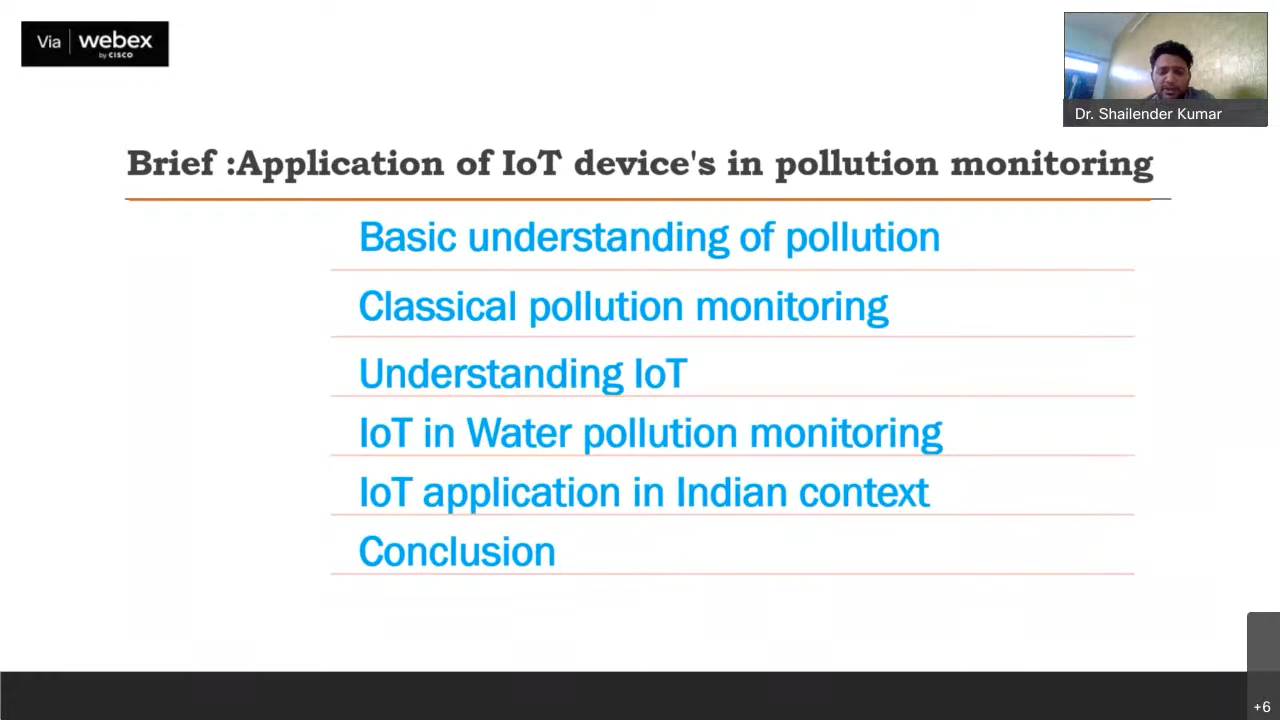 Via webex
by CISCO
Dr. Shailender Kumar
Brief :Application of IoT device's in pollution monitoring
Basic understanding of pollution
Classical pollution monitoring
Understanding IoT
IoT in Water pollution monitoring
IoT application in Indian context
Conclusion
+6